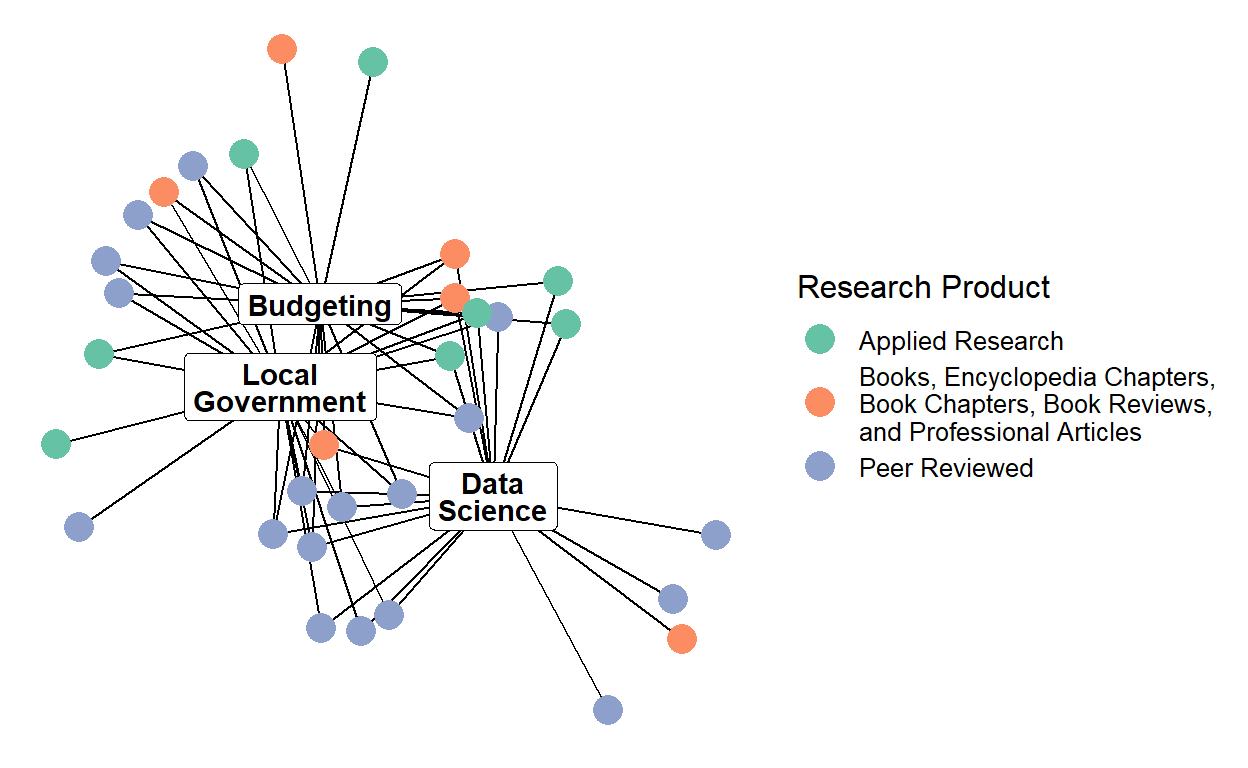 Budgeting
Local
Government
Data
Science
Research Product
Applied Research
Books, Encyclopedia Chapters,
Book Chapters, Book Reviews,
and Professional Articles
Peer Reviewed